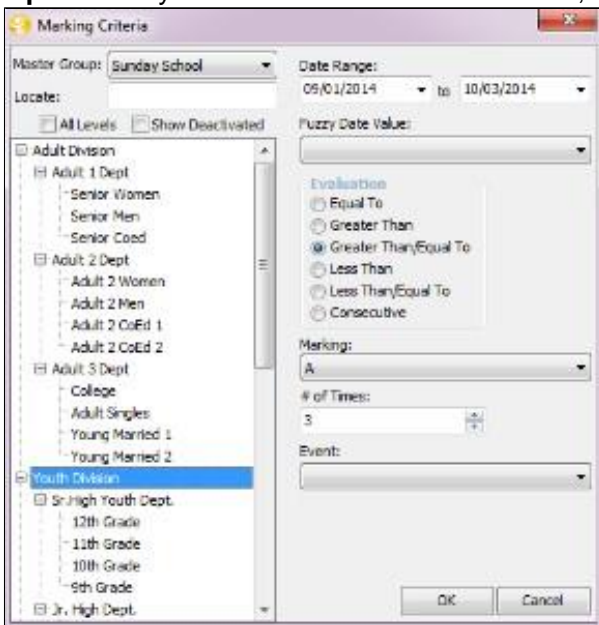 Marking Criteria
Master Group: Sunday School
Locate:
All Levels Show Deactivated
Adult Division
Adult 1 Dept
Senior Women
Senior Men
Senior Coed
Adult 2 Dept
Adult 2 Women
Adult 2 Men
Adult 2 CoEd 1
Adult 2 CoEd 2
Adult 3 Dept
College
Adult Singles
Young Married 1
Young Married 2
Youth Division
Sr.High Youth Dept.
12th Grade
11th Grade
10th Grade
9th Grade
Jr. High Dept.
Date Range:
09/01/2014 to 10/03/2014
Fuzzy Date Value:
Evaluation
Equal To
Greater Than
Greater Than/Equal To
Less Than
Less Than/Equal To
Consecutive
Marking:
A
# of Times:
3
Event:
OK Cancel